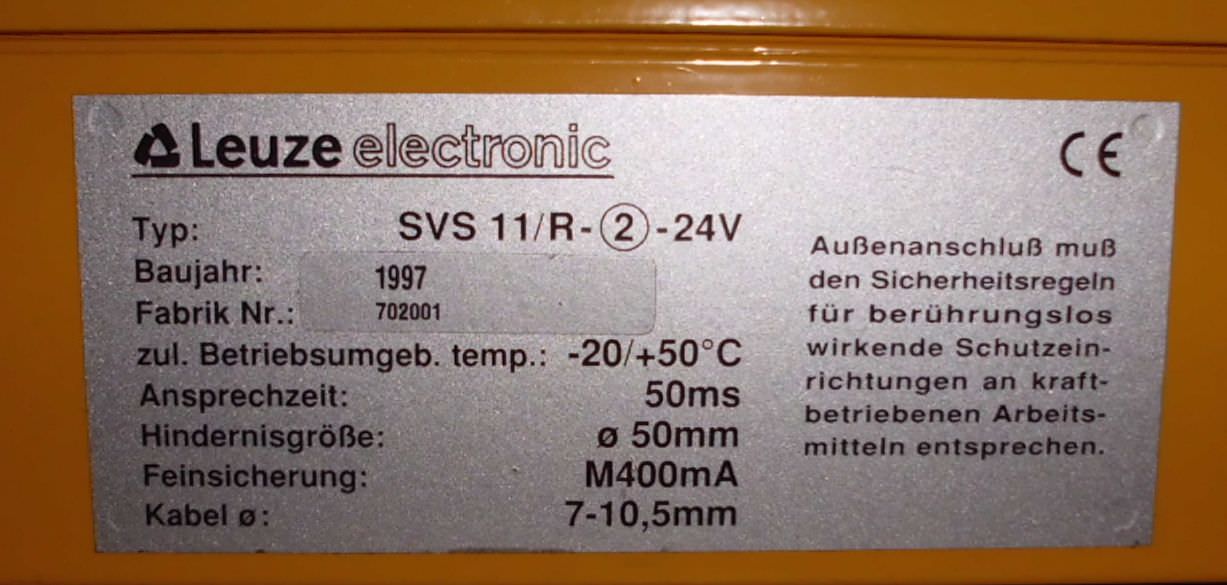 Leuze electronic
CE
Typ: SVS 11/R-②-24V
Baujahr: 1997
Fabrik Nr.: 702001
zul. Betriebsumgeb. temp.: -20/+50°C
Ansprechzeit: 50ms
Hindernisgröße: ø 50mm
Feinsicherung: M400mA
Kabel ø: 7-10,5mm
Außenanschluß muß
den Sicherheitsregeln
für berührungslos
wirkende Schutzein-
richtungen an kraft-
betriebenen Arbeits-
mitteln entsprechen.